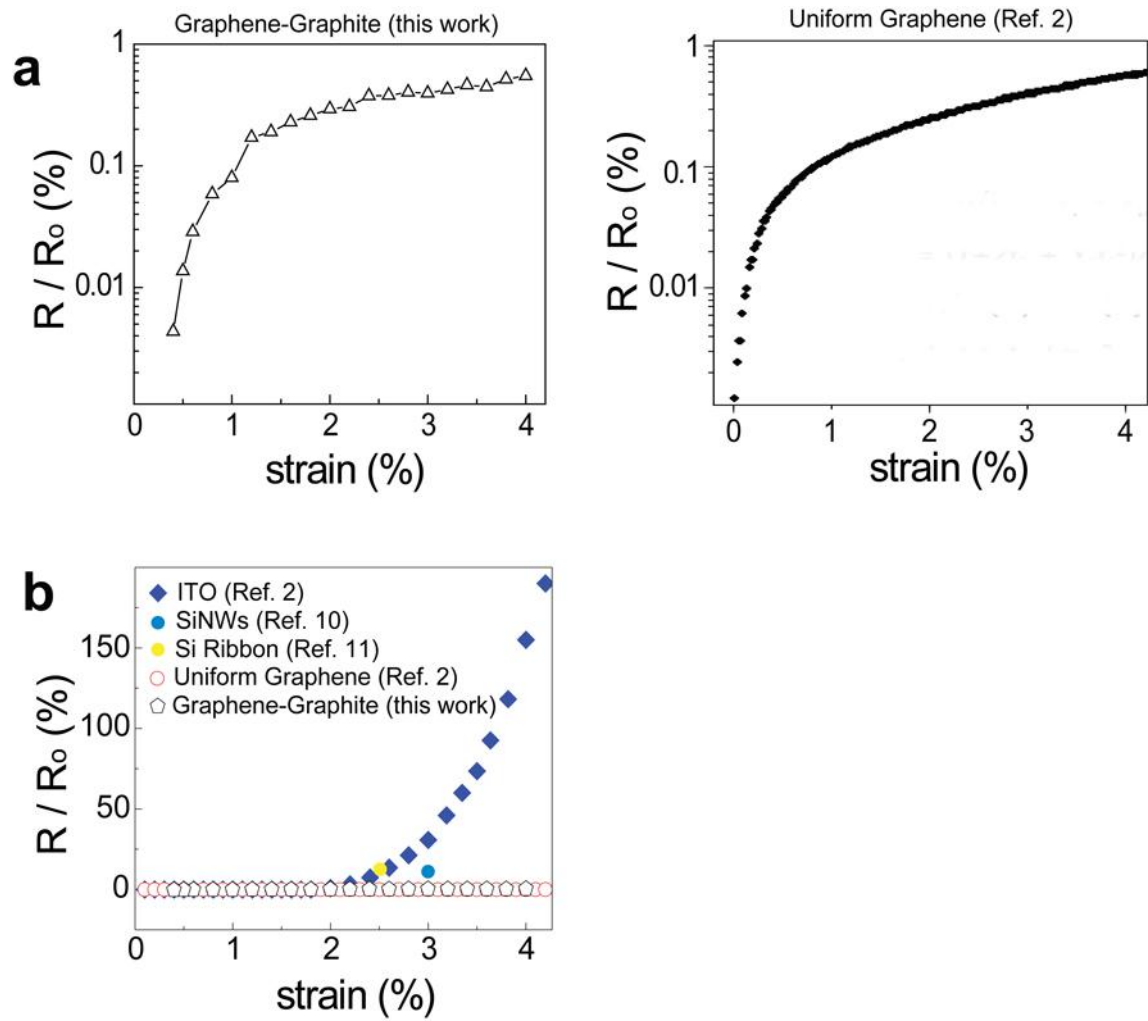 a
Graphene-Graphite (this work)
1
0.1
0.01
R / Ro (%)
0
1
2
3
4
strain (%)
Uniform Graphene (Ref. 2)
1
0.1
0.01
R / Ro (%)
0
1
2
3
4
strain (%)
b
ITO (Ref. 2)
SiNWs (Ref. 10)
Si Ribbon (Ref. 11)
Uniform Graphene (Ref. 2)
Graphene-Graphite (this work)
150
100
50
0
R / Ro (%)
0
1
2
3
4
strain (%)